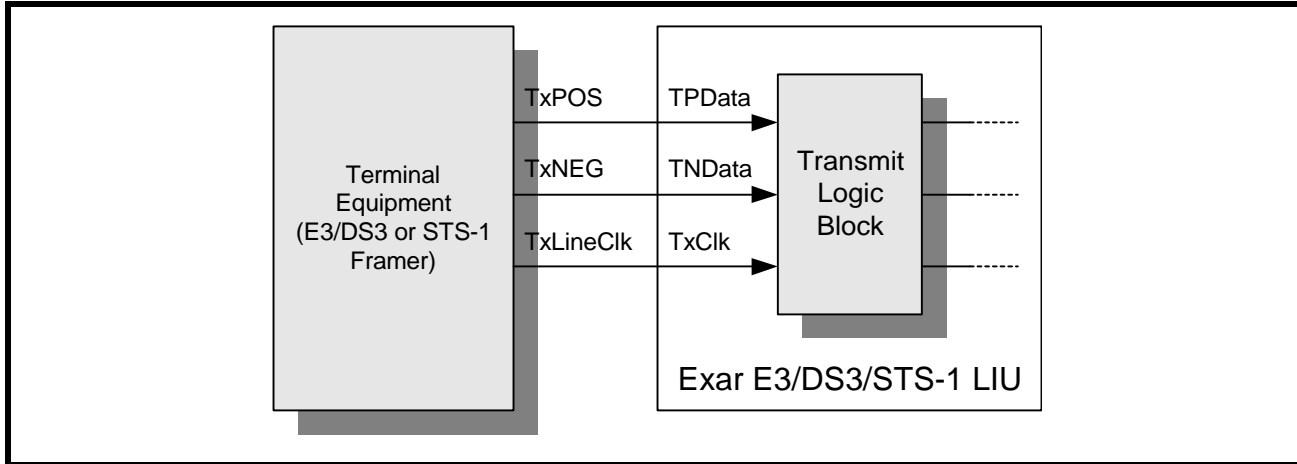 TxPOS TPData
TxNEG TNData
TxLineClk TxClk
Terminal
Equipment
(E3/DS3 or STS-1
Framer)
Transmit
Logic
Block
Exar E3/DS3/STS-1 LIU